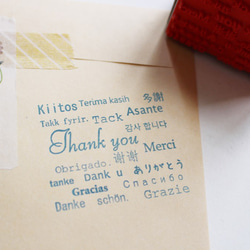 Kiitos Terima kasih 多謝
Takk fyrir. Tack Asante
Thank you 감사합니다
Obrigado. 谢谢 Merci
tanke Dank u ありがとう
Gracias Спасибо
Danke schön. Grazie